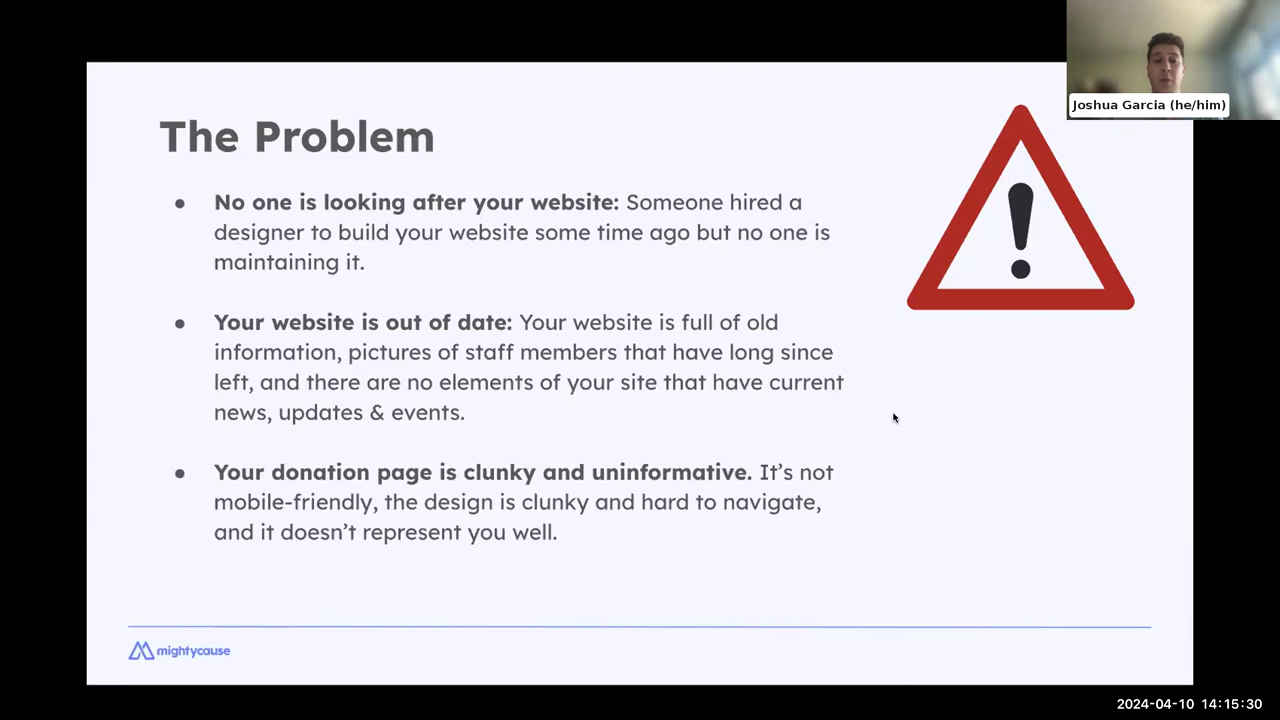 Joshua Garcia (he/him)
The Problem
● No one is looking after your website: Someone hired a
designer to build your website some time ago but no one is
maintaining it.
● Your website is out of date: Your website is full of old
information, pictures of staff members that have long since
left, and there are no elements of your site that have current
news, updates & events.
● Your donation page is clunky and uninformative. It’s not
mobile-friendly, the design is clunky and hard to navigate,
and it doesn’t represent you well.
mightycause
2024-04-10 14:15:30